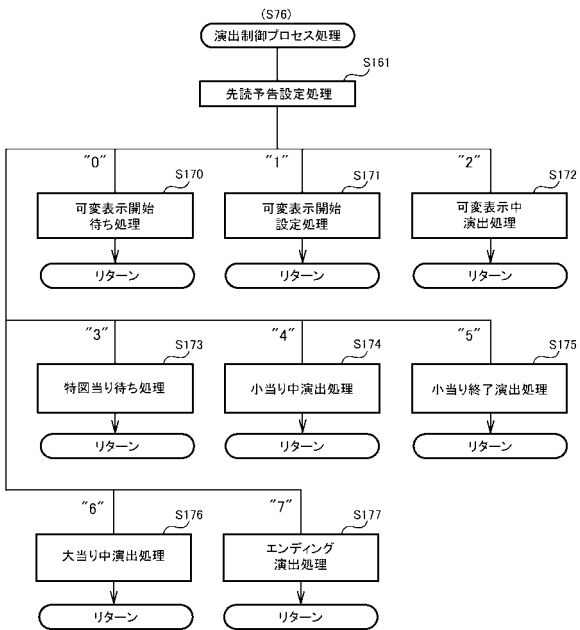 (S76)
演出制御プロセス処理
S161
先読予告設定処理
"0"
S170
可変表示開始
待ち処理
リターン
"1"
S171
可変表示開始
設定処理
リターン
"2"
S172
可変表示中
演出処理
リターン
"3"
S173
特図当り待ち処理
リターン
"4"
S174
小当り中演出処理
リターン
"5"
S175
小当り終了演出処理
リターン
"6"
S176
大当り中演出処理
リターン
"7"
S177
エンディング
演出処理
リターン